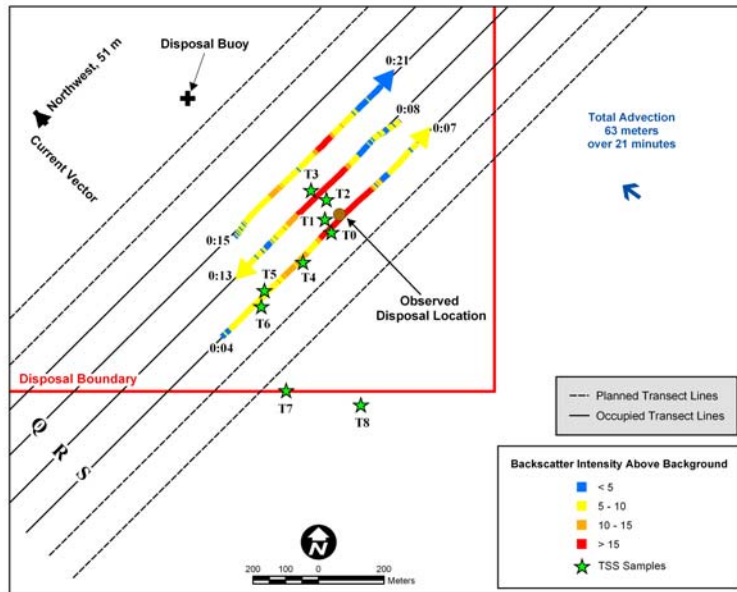 Disposal Buoy
Northwest, 51 m
Current Vector
Total Advection
63 meters
over 21 minutes
0:21
0:08
0:07
T3
T2
T1
T0
0:15
0:13
T4
T5
T6
Observed
Disposal Location
0:04
Disposal Boundary
T7
T8
Q
R
S
Planned Transect Lines
Occupied Transect Lines
Backscatter Intensity Above Background
< 5
5 - 10
10 - 15
> 15
TSS Samples
N
200 100 0 200
Meters